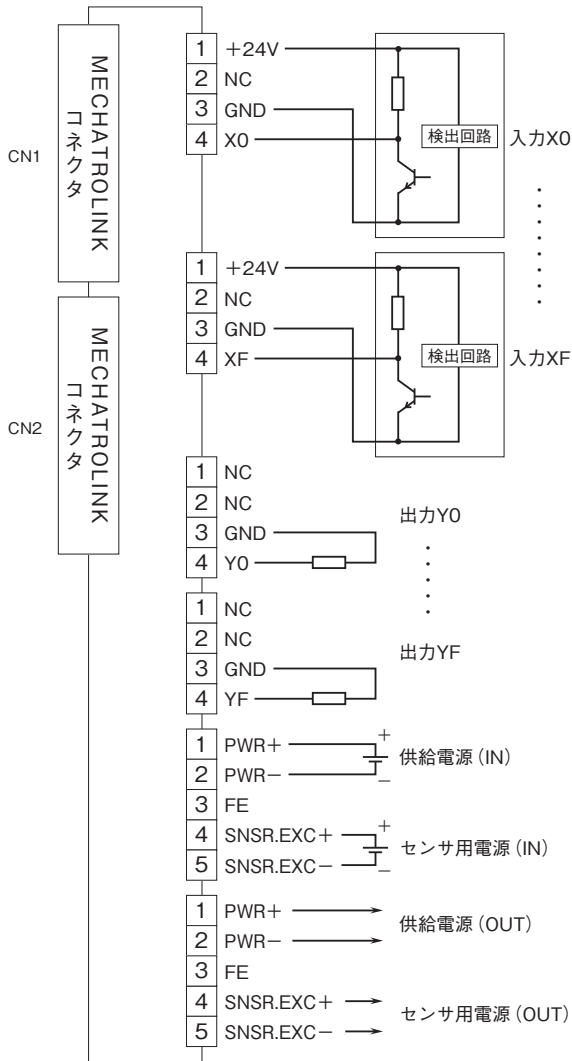 CN1
MECHATROLINK
コネクタ
1 +24V
2 NC
3 GND
4 X0
検出回路
入力X0
1 +24V
2 NC
3 GND
4 XF
検出回路
入力XF
CN2
MECHATROLINK
コネクタ
1 NC
2 NC
3 GND
4 Y0
出力Y0
1 NC
2 NC
3 GND
4 YF
出力YF
1 PWR+
2 PWR−
+
−
供給電源(IN)
3 FE
4 SNSR.EXC+
5 SNSR.EXC−
+
−
センサ用電源(IN)
1 PWR+
2 PWR−
供給電源(OUT)
3 FE
4 SNSR.EXC+
5 SNSR.EXC−
センサ用電源(OUT)